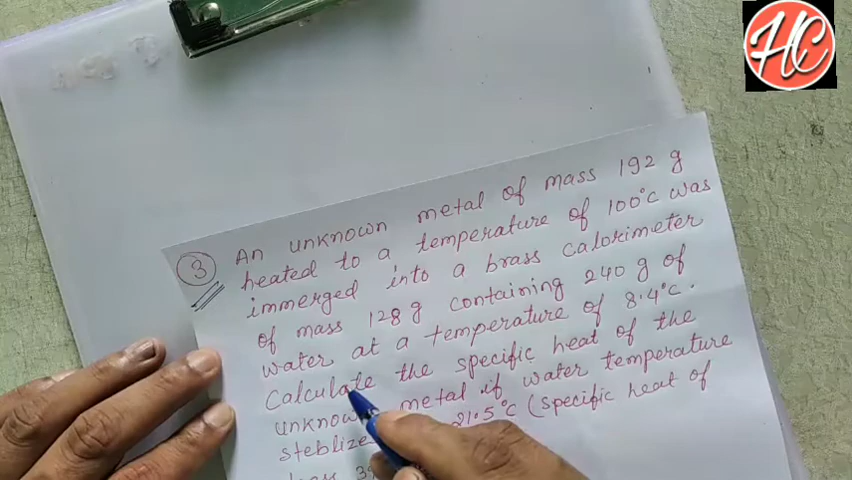 HC
3 An unknown metal of mass 192 g
heated to a temperature of 100°C was
immerged into a brass calorimeter
of mass 128 g containing 240 g of
water at a temperature of 8.4°C.
Calculate the specific heat of the
unknown metal if water temperature
steblize 21.5°C (specific heat of